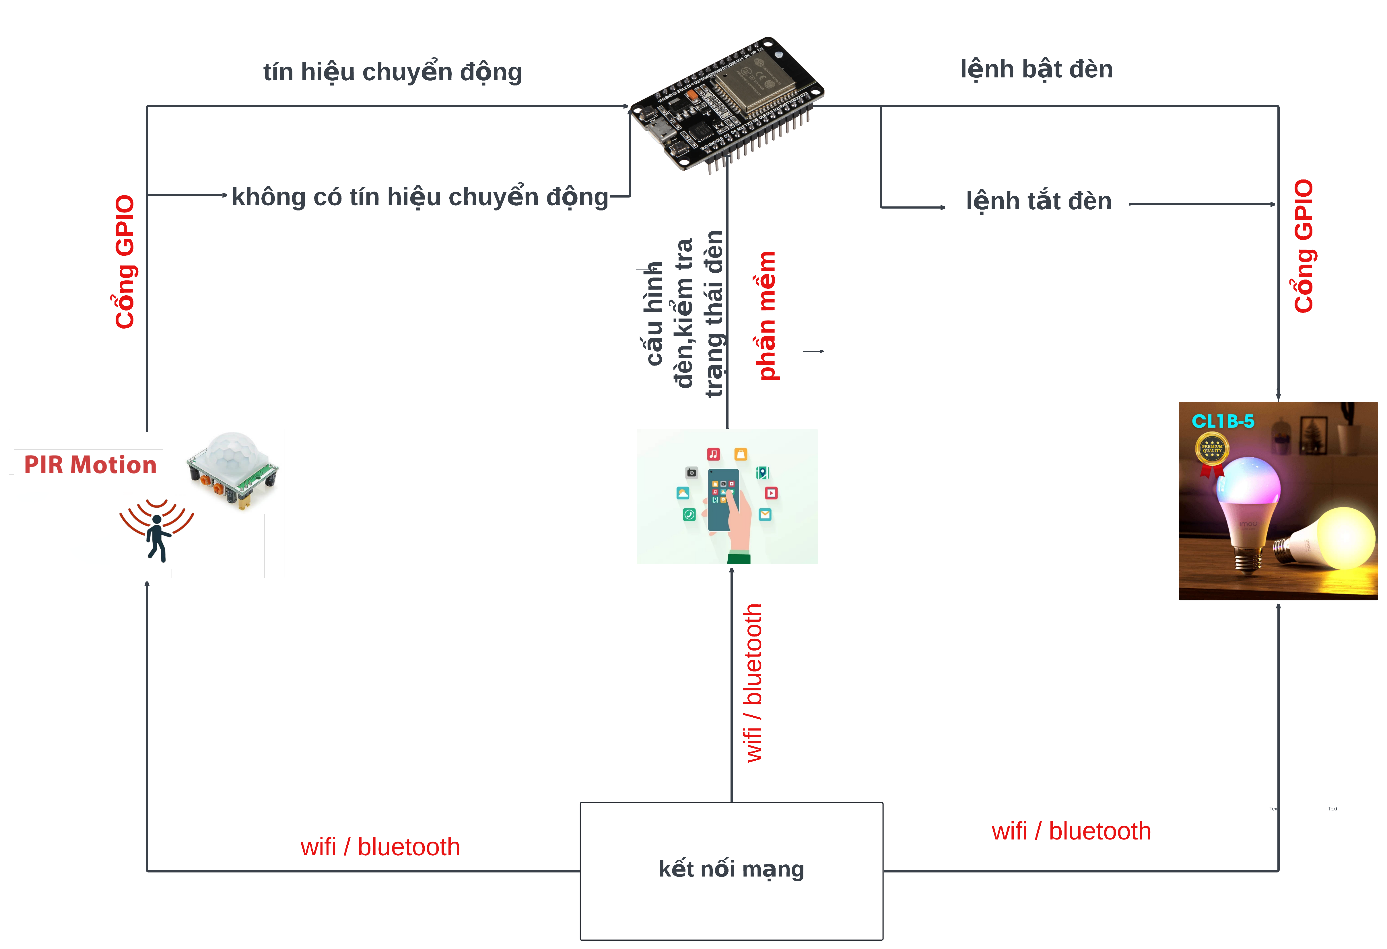 tín hiệu chuyển động
lệnh bật đèn
không có tín hiệu chuyển động
lệnh tắt đèn
Cổng GPIO
cấu hình
đèn,kiểm tra
trạng thái đèn
phần mềm
Cổng GPIO
PIR Motion
CL1B-5
PREMIUM
QUALITY
wifi / bluetooth
wifi / bluetooth
wifi / bluetooth
kết nối mạng